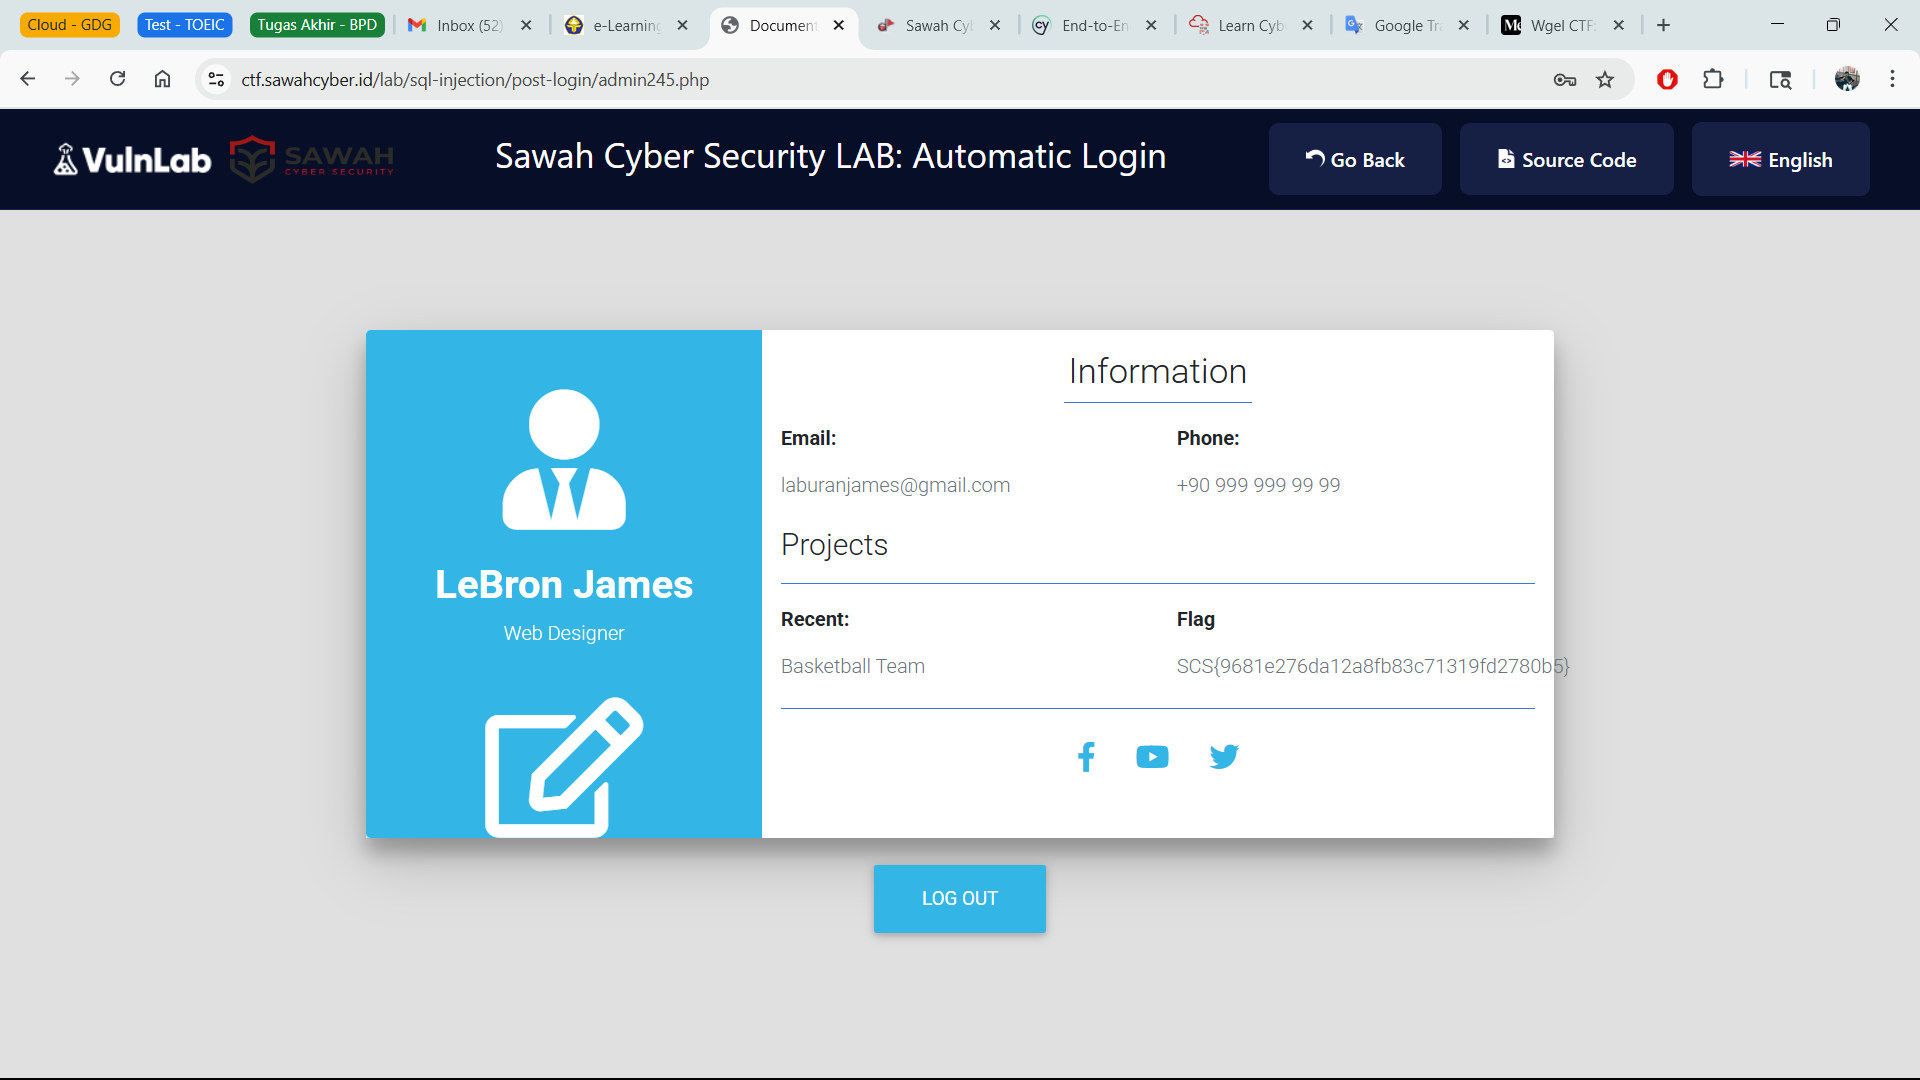 Cloud - GDG Test - TOEIC Tugas Akhir - BPD Inbox (52) e-Learning Document Sawah Cy End-to-En Learn Cyb Google Tra Wgel CTF:
ctf.sawahcyber.id/lab/sql-injection/post-login/admin245.php
VulnLab SAWAH CYBER SECURITY Sawah Cyber Security LAB: Automatic Login Go Back Source Code English
Information
Email: Phone:
laburanjames@gmail.com +90 999 999 99 99
Projects
LeBron James
Web Designer
Recent: Flag
Basketball Team SCS{9681e276da12a8fb83c71319fd2780b5}
LOG OUT